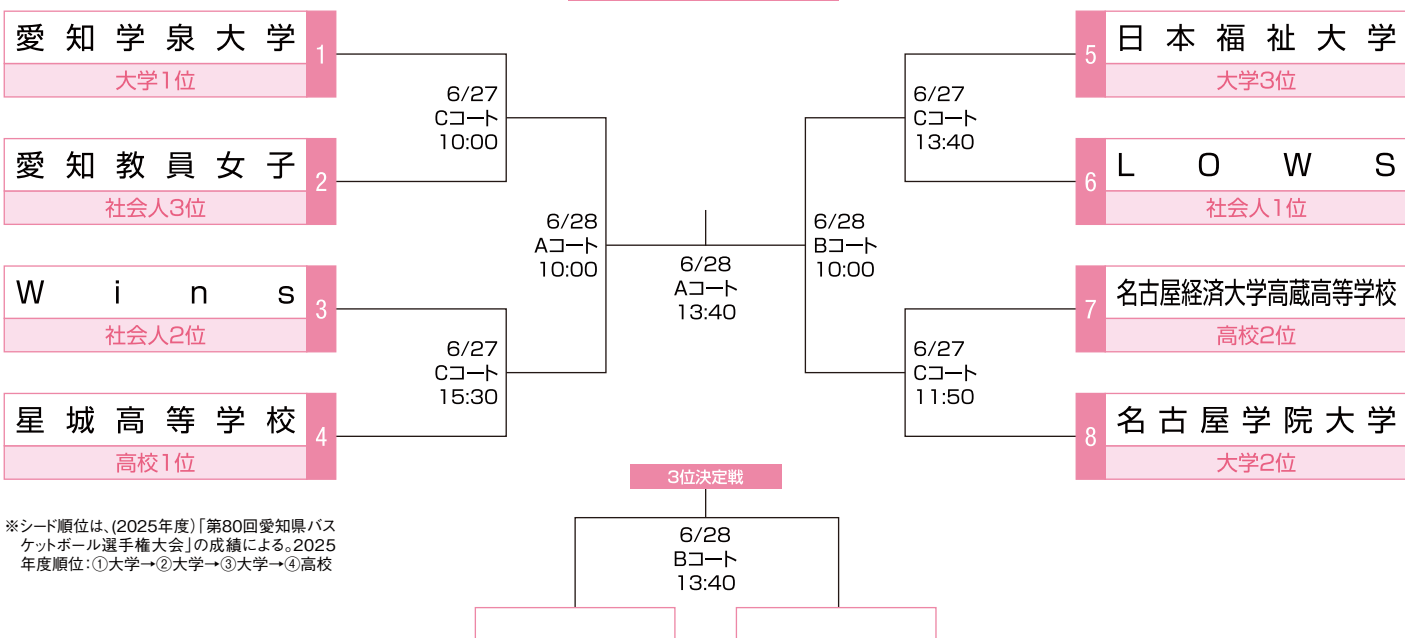 愛知学泉大学
大学1位
1
愛知教員女子
社会人3位
2
Wins
社会人2位
3
星城高等学校
高校1位
4
6/27
Cコート
10:00
6/27
Cコート
15:30
6/28
Aコート
10:00
6/28
Aコート
13:40
6/28
Bコート
10:00
6/27
Cコート
13:40
6/27
Cコート
11:50
5
日本福祉大学
大学3位
6
LOWS
社会人1位
7
名古屋経済大学高蔵高等学校
高校2位
8
名古屋学院大学
大学2位
3位決定戦
6/28
Bコート
13:40
※シード順位は、(2025年度)「第80回愛知県バス
ケットボール選手権大会」の成績による。2025
年度順位:①大学→②大学→③大学→④高校